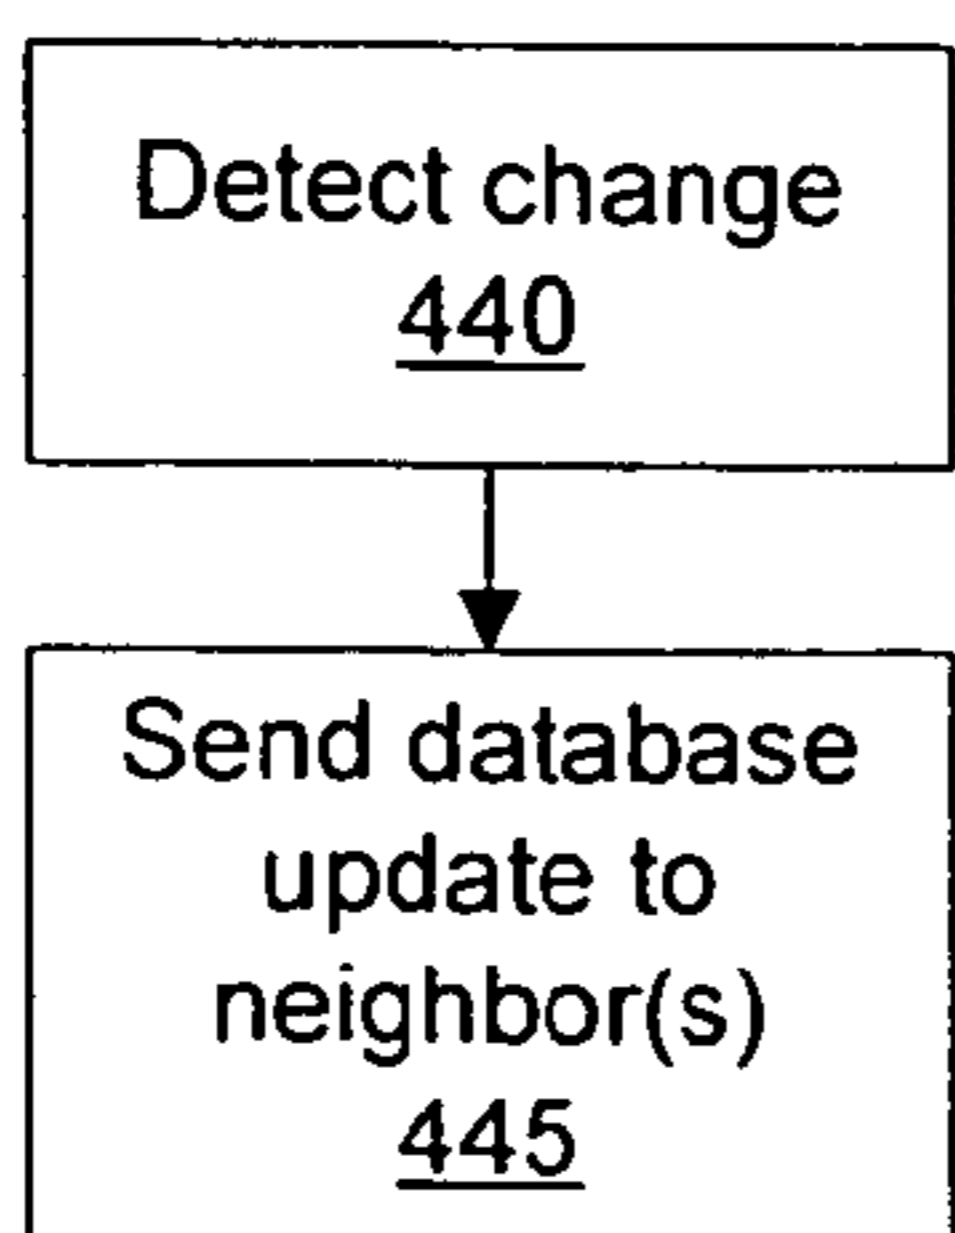 Detect change
440
Send database
update to
neighbor(s)
445